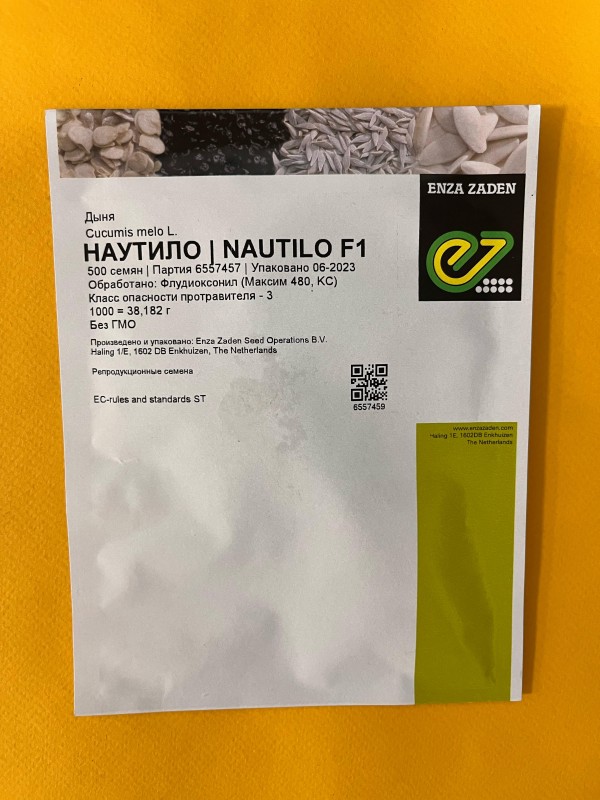 ENZA ZADEN
Дыня
Cucumis melo L.
НАУТИЛО | NAUTILO F1
500 семян | Партия 6557457 | Упаковано 06-2023
Обработано: Флудиоксонил (Максим 480, КС)
Класс опасности протравителя - 3
1000 = 38,182 г
Без ГМО
Произведено и упаковано: Enza Zaden Seed Operations B.V.
Haling 1/E, 1602 DB Enkhuizen, The Netherlands
Репродукционные семена
EC-rules and standards ST
6557459
www.enzazaden.com
Haling 1E, 1602DB Enkhuizen
The Netherlands